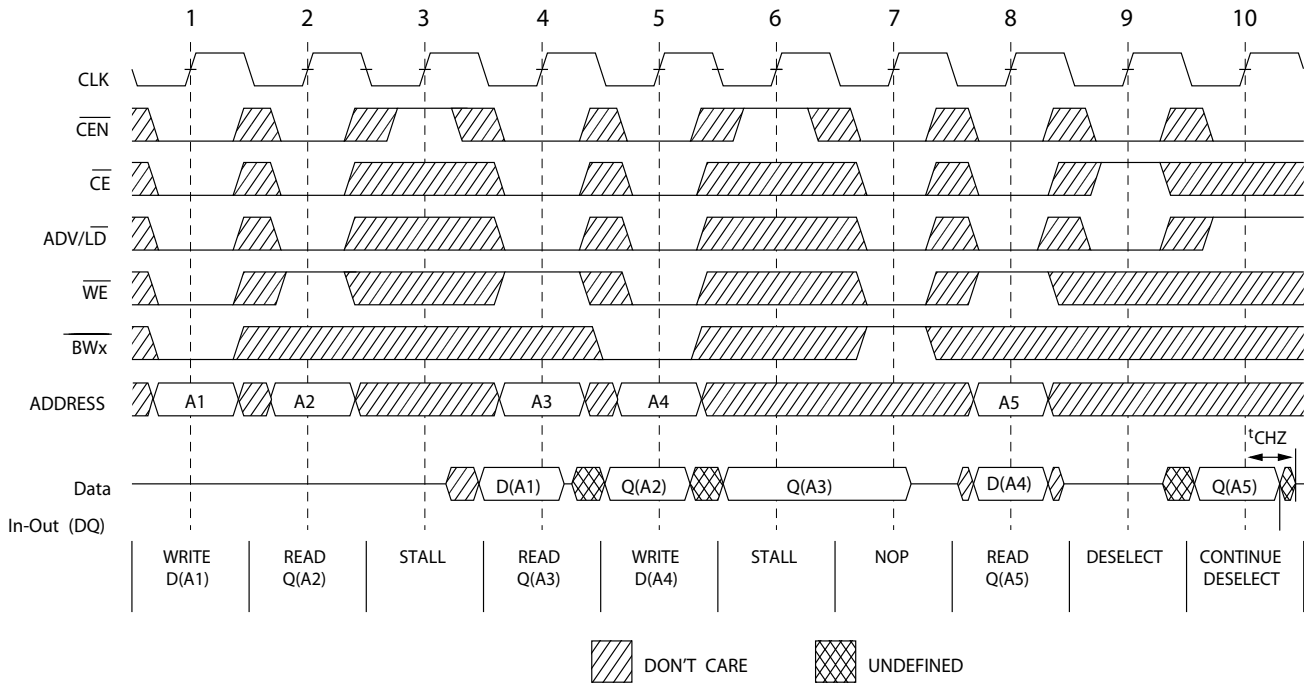 1 2 3 4 5 6 7 8 9 10
CLK
CEN
CE
ADV/LD
WE
BWx
ADDRESS A1 A2 A3 A4 A5
tCHZ
Data D(A1) Q(A2) Q(A3) D(A4) Q(A5)
In-Out (DQ)
WRITE READ STALL READ WRITE STALL NOP READ DESELECT CONTINUE
D(A1) Q(A2) Q(A3) D(A4) Q(A5) DESELECT
DON'T CARE UNDEFINED